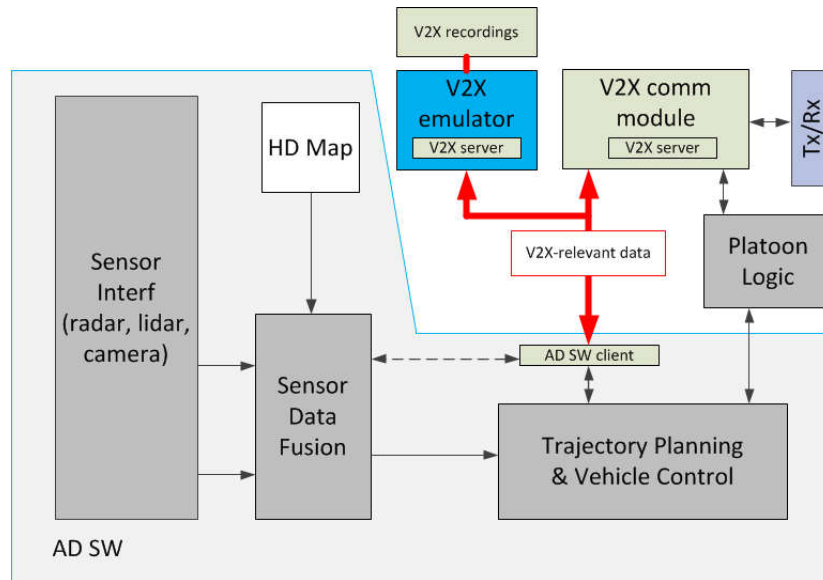 V2X recordings
V2X
emulator
V2X server
V2X comm
module
V2X server
Tx/Rx
HD Map
V2X-relevant data
Platoon
Logic
Sensor
Interf
(radar, lidar,
camera)
AD SW client
Sensor
Data
Fusion
Trajectory Planning
& Vehicle Control
AD SW